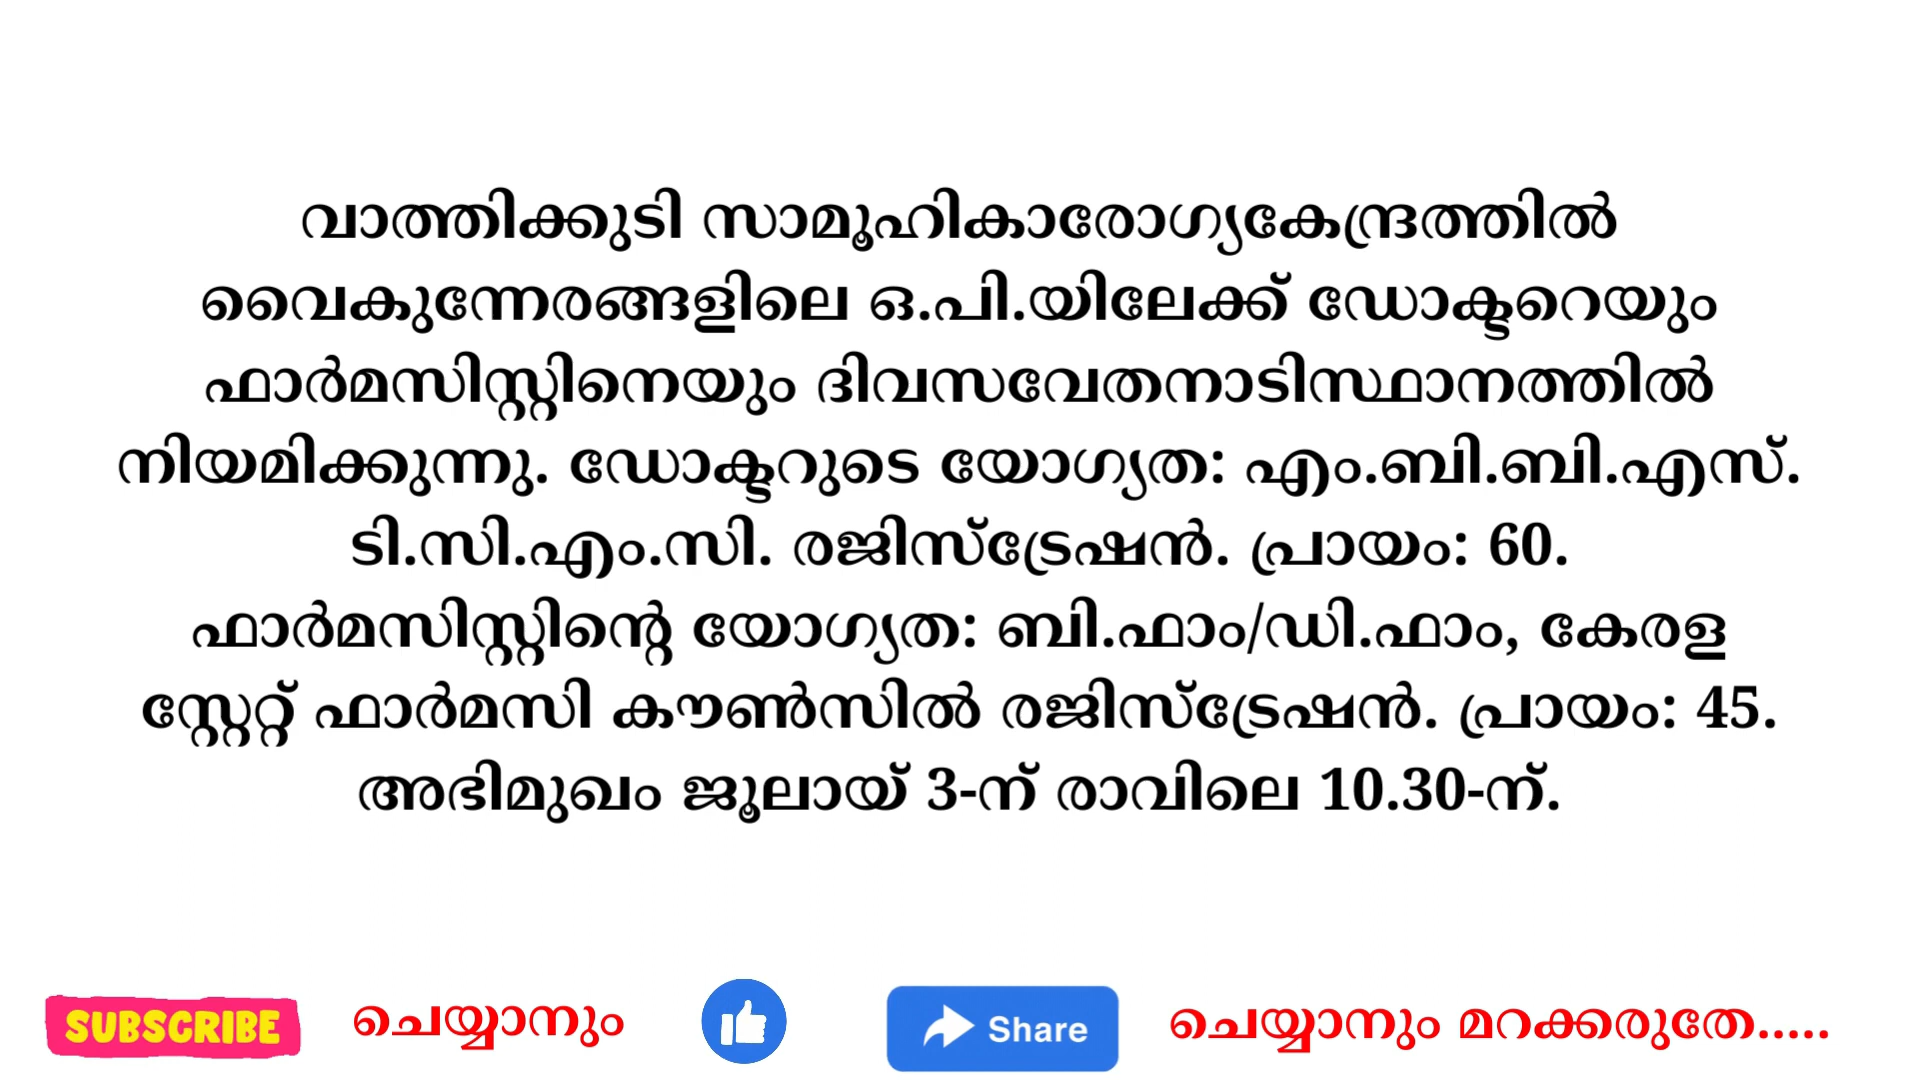 വാത്തിക്കുടി സാമൂഹികാരോഗ്യകേന്ദ്രത്തിൽ
വൈകുന്നേരങ്ങളിലെ ഒ.പി.യിലേക്ക് ഡോക്ടറെയും
ഫാർമസിസ്റ്റിനെയും ദിവസവേതനാടിസ്ഥാനത്തിൽ
നിയമിക്കുന്നു. ഡോക്ടറുടെ യോഗ്യത: എം.ബി.ബി.എസ്.
ടി.സി.എം.സി. രജിസ്ട്രേഷൻ. പ്രായം: 60.
ഫാർമസിസ്റ്റിന്റെ യോഗ്യത: ബി.ഫാം/ഡി.ഫാം, കേരള
സ്റ്റേറ്റ് ഫാർമസി കൗൺസിൽ രജിസ്ട്രേഷൻ. പ്രായം: 45.
അഭിമുഖം ജൂലായ് 3-ന് രാവിലെ 10.30-ന്.
SUBSCRIBE ചെയ്യാനും Share ചെയ്യാനും മറക്കരുതേ.....